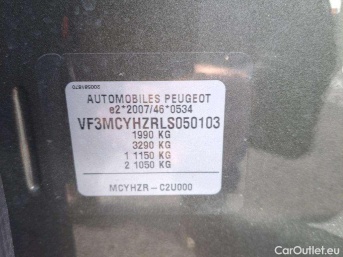 AUTOMOBILES PEUGEOT
e2*2007/46*0534
VF3MCYHZRLS050103
1990 KG
3290 KG
1 1150 KG
2 1050 KG
MCYHZR-C2U000
CarOutlet.eu